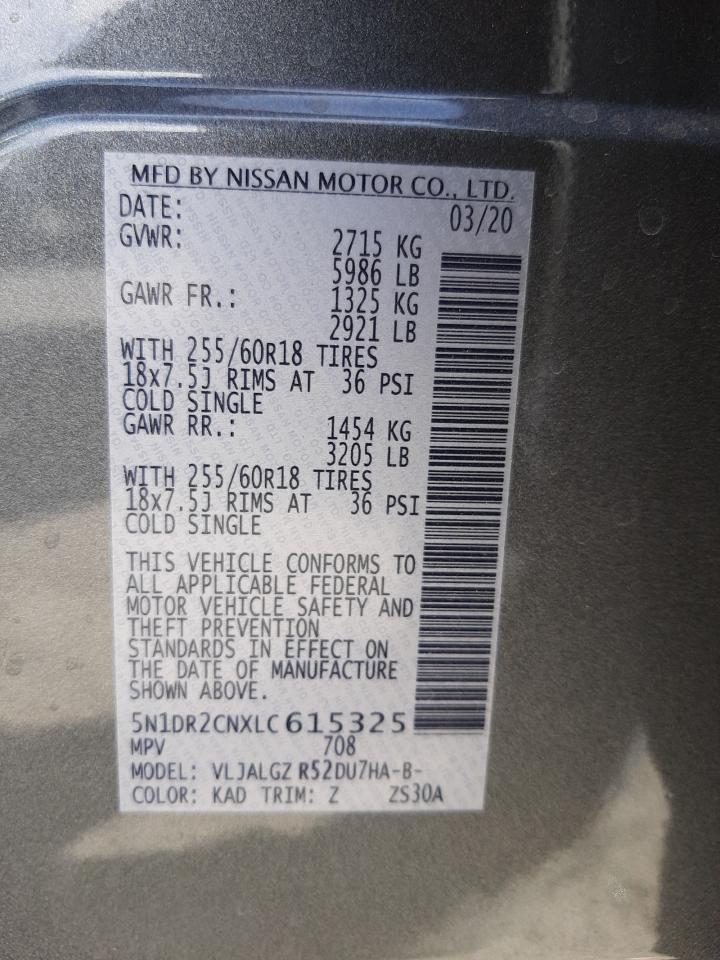 MFD BY NISSAN MOTOR CO., LTD.
DATE: 03/20
GVWR: 2715 KG
5986 LB
GAWR FR.: 1325 KG
2921 LB
WITH 255/60R18 TIRES
18x7.5J RIMS AT 36 PSI
COLD SINGLE
GAWR RR.: 1454 KG
3205 LB
WITH 255/60R18 TIRES
18x7.5J RIMS AT 36 PSI
COLD SINGLE
THIS VEHICLE CONFORMS TO
ALL APPLICABLE FEDERAL
MOTOR VEHICLE SAFETY AND
THEFT PREVENTION
STANDARDS IN EFFECT ON
THE DATE OF MANUFACTURE
SHOWN ABOVE.
5N1DR2CNXLC615325
MPV 708
MODEL: VLJALGZ R52DU7HA-B-
COLOR: KAD TRIM: Z ZS30A